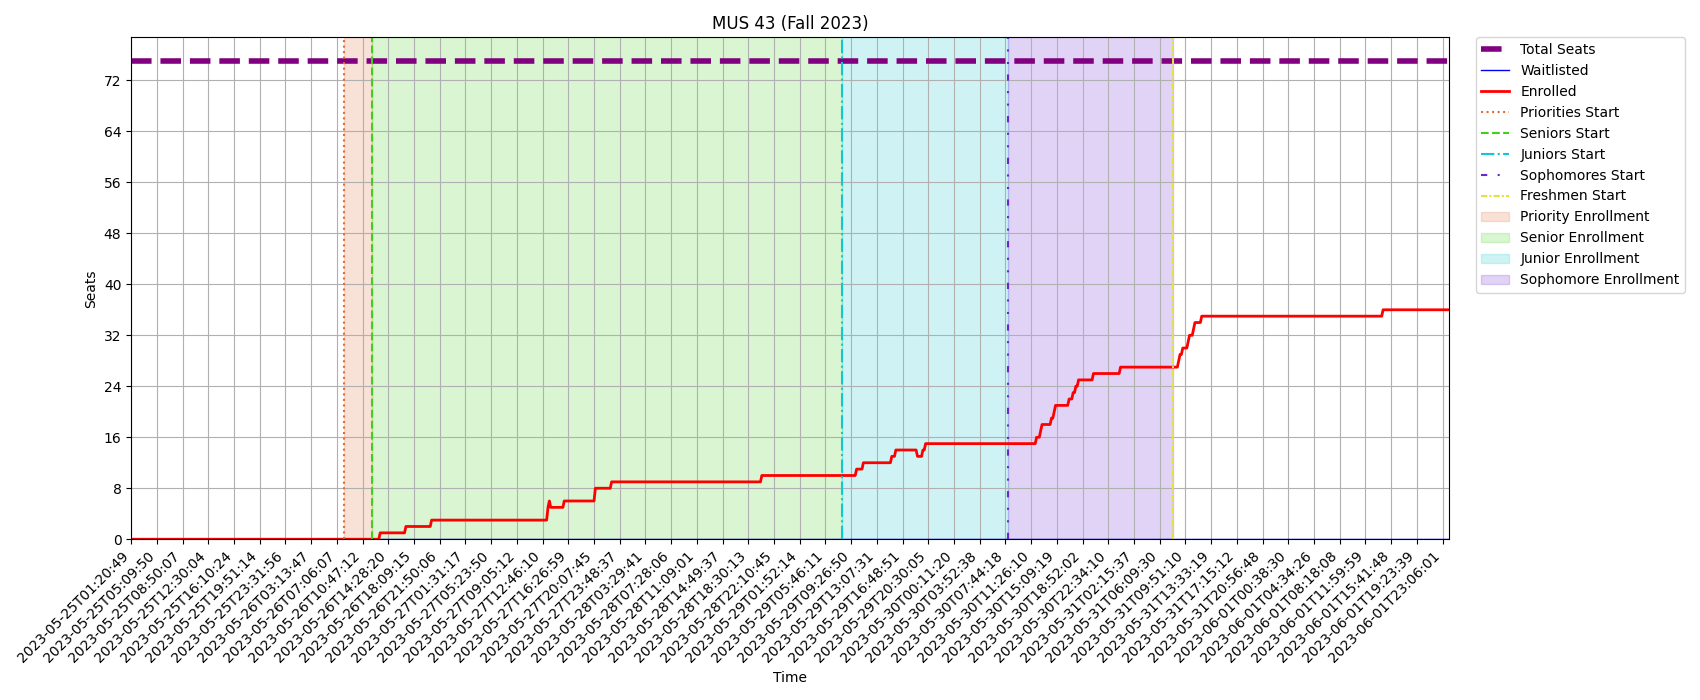 MUS 43 (Fall 2023)
Total Seats
Waitlisted
Enrolled
Priorities Start
Seniors Start
Juniors Start
Sophomores Start
Freshmen Start
Priority Enrollment
Senior Enrollment
Junior Enrollment
Sophomore Enrollment
Seats
72
64
56
48
40
32
24
16
8
0
2023-05-25T01:20:49
2023-05-25T05:09:50
2023-05-25T08:50:07
2023-05-25T12:30:04
2023-05-25T16:10:24
2023-05-25T19:51:14
2023-05-25T23:31:56
2023-05-26T03:13:47
2023-05-26T07:06:07
2023-05-26T10:47:12
2023-05-26T14:28:20
2023-05-26T18:09:15
2023-05-26T21:50:06
2023-05-27T01:31:17
2023-05-27T05:23:50
2023-05-27T09:05:12
2023-05-27T12:46:10
2023-05-27T16:26:59
2023-05-27T20:07:45
2023-05-27T23:48:37
2023-05-28T03:29:41
2023-05-28T07:28:06
2023-05-28T11:09:01
2023-05-28T14:49:37
2023-05-28T18:30:13
2023-05-28T22:10:45
2023-05-29T01:52:14
2023-05-29T05:46:11
2023-05-29T09:26:50
2023-05-29T13:07:31
2023-05-29T16:48:51
2023-05-29T20:30:05
2023-05-30T00:11:20
2023-05-30T03:52:38
2023-05-30T07:44:18
2023-05-30T11:26:10
2023-05-30T15:09:19
2023-05-30T18:52:02
2023-05-30T22:34:10
2023-05-31T02:15:37
2023-05-31T06:09:30
2023-05-31T09:51:10
2023-05-31T13:33:19
2023-05-31T17:15:12
2023-05-31T20:56:48
2023-06-01T00:38:30
2023-06-01T04:34:26
2023-06-01T08:18:08
2023-06-01T11:59:59
2023-06-01T15:41:48
2023-06-01T19:23:39
2023-06-01T23:06:01
Time